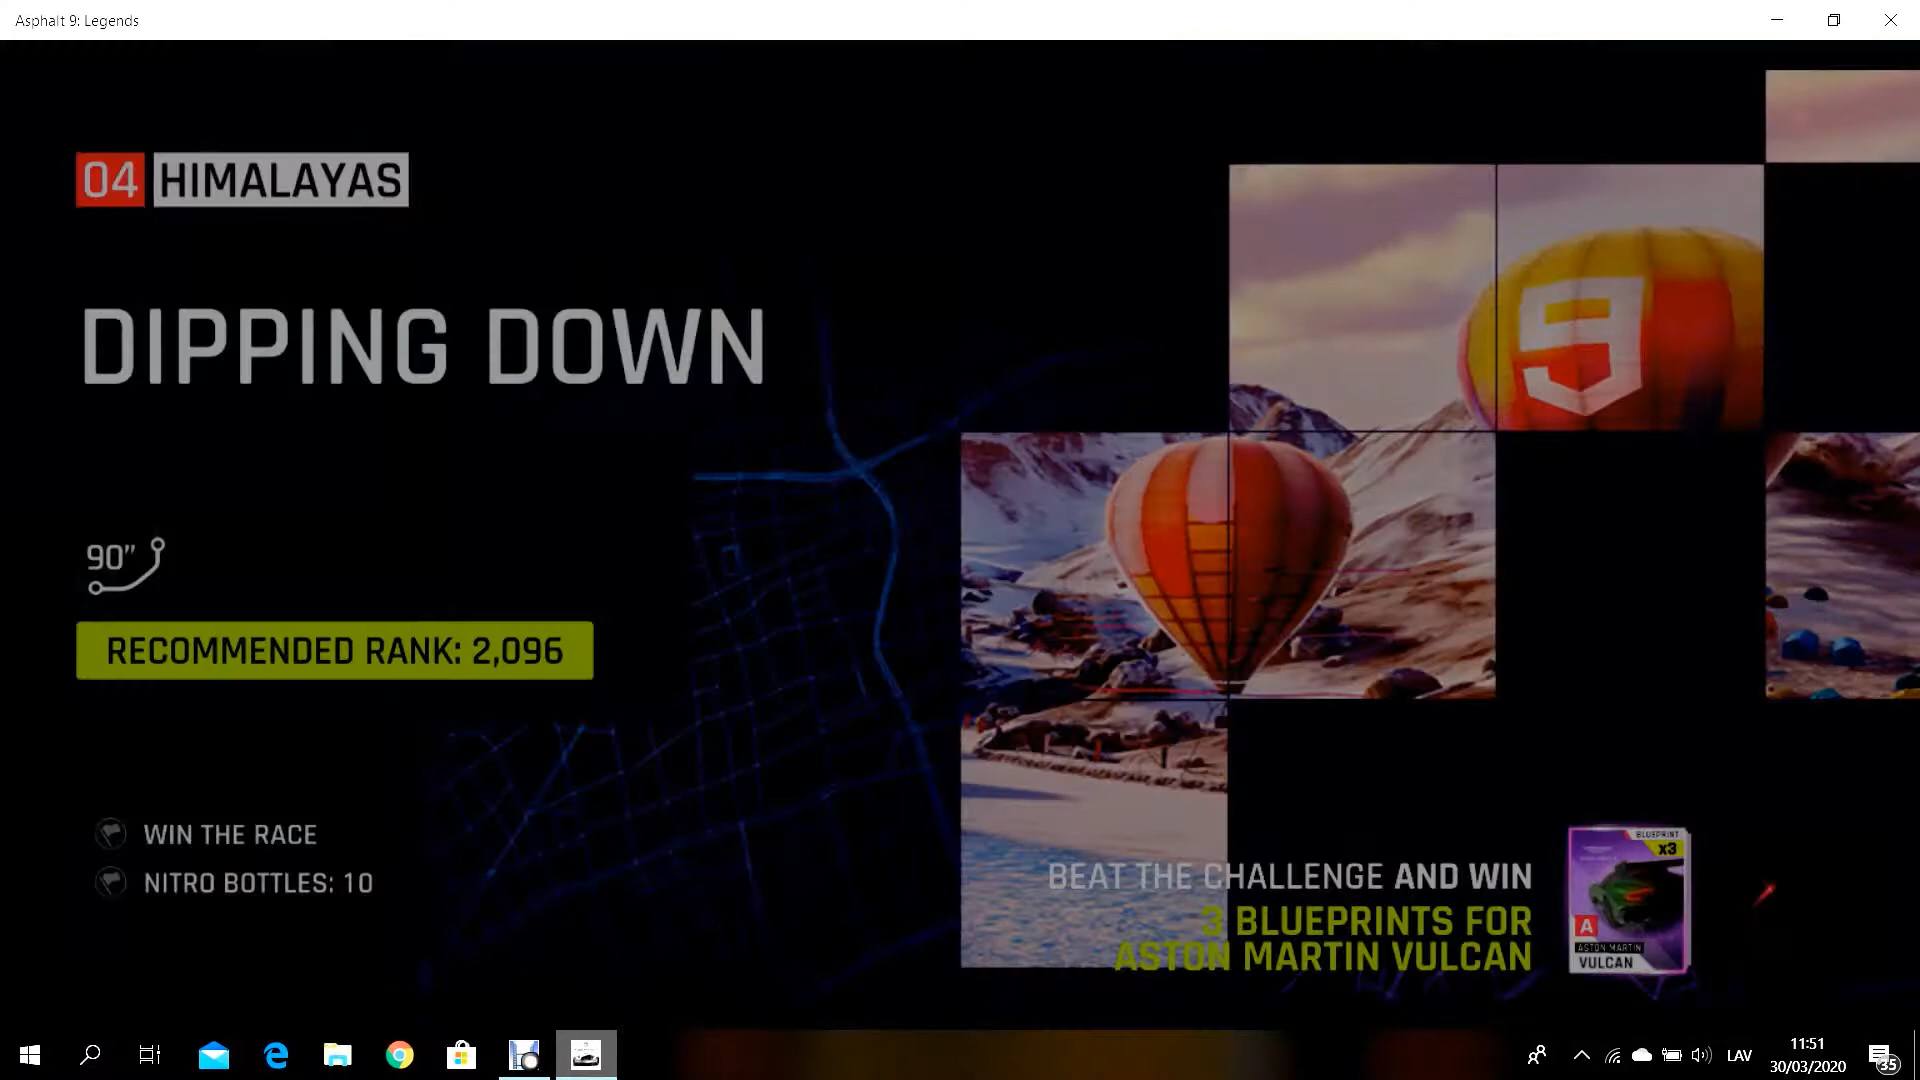 Asphalt 9: Legends
04 HIMALAYAS
DIPPING DOWN
90"
RECOMMENDED RANK: 2,096
WIN THE RACE
NITRO BOTTLES: 10
9
BEAT THE CHALLENGE AND WIN
3 BLUEPRINTS FOR
ASTON MARTIN VULCAN
BLUEPRINT
x3
A
ASTON MARTIN
VULCAN
LAV
11:51
30/03/2020
35